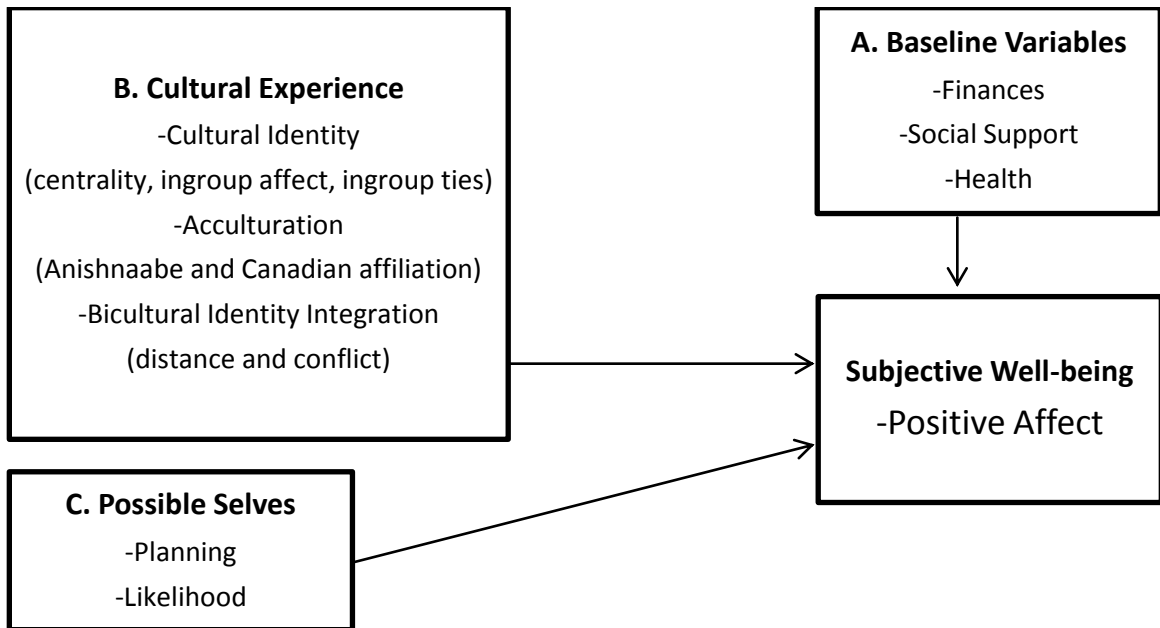 B. Cultural Experience
-Cultural Identity
(centrality, ingroup affect, ingroup ties)
-Acculturation
(Anishnaabe and Canadian affiliation)
-Bicultural Identity Integration
(distance and conflict)
A. Baseline Variables
-Finances
-Social Support
-Health
Subjective Well-being
-Positive Affect
C. Possible Selves
-Planning
-Likelihood